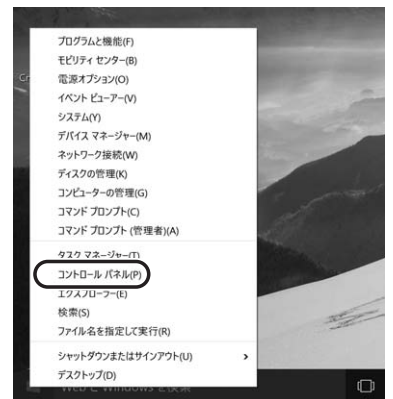 プログラムと機能(F)
モビリティ センター(B)
電源オプション(O)
イベント ビューアー(V)
システム(Y)
デバイス マネージャー(M)
ネットワーク接続(W)
ディスクの管理(K)
コンピューターの管理(G)
コマンド プロンプト(C)
コマンド プロンプト (管理者)(A)
タスク マネージャー(T)
コントロール パネル(P)
エクスプローラー(E)
検索(S)
ファイル名を指定して実行(R)
シャットダウンまたはサインアウト(U)
デスクトップ(D)
Web と Windows を検索